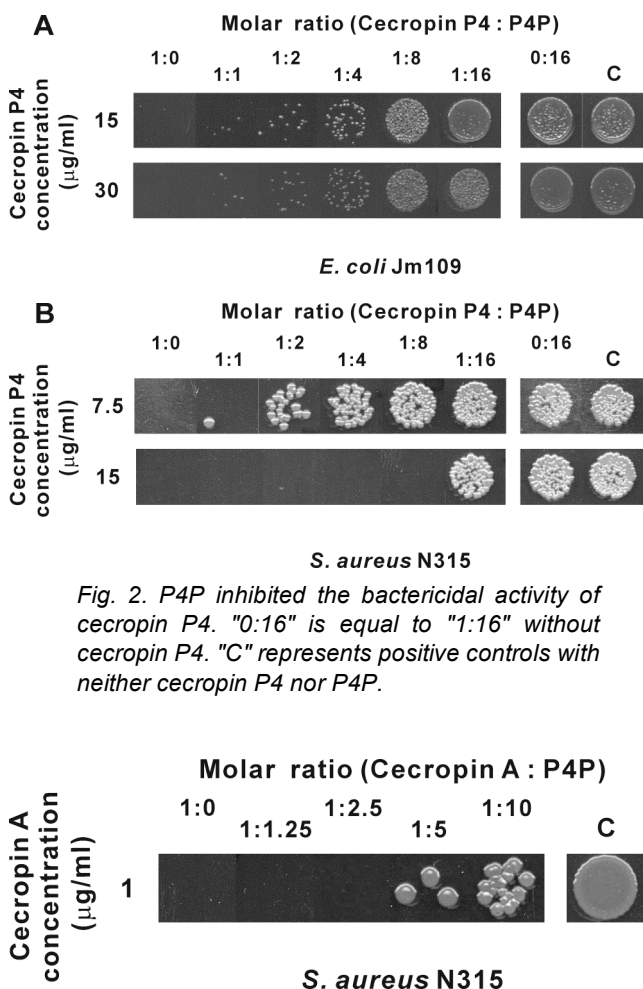 A
Molar ratio (Cecropin P4 : P4P)
1:0 1:1 1:2 1:4 1:8 1:16 0:16 C
Cecropin P4
concentration
(μg/ml)
15
30
E. coli Jm109
B
Molar ratio (Cecropin P4 : P4P)
1:0 1:1 1:2 1:4 1:8 1:16 0:16 C
Cecropin P4
concentration
(μg/ml)
7.5
15
S. aureus N315
Fig. 2. P4P inhibited the bactericidal activity of
cecropin P4. "0:16" is equal to "1:16" without
cecropin P4. "C" represents positive controls with
neither cecropin P4 nor P4P.
Molar ratio (Cecropin A : P4P)
1:0 1:1.25 1:2.5 1:5 1:10 C
Cecropin A
concentration
(μg/ml)
1
S. aureus N315